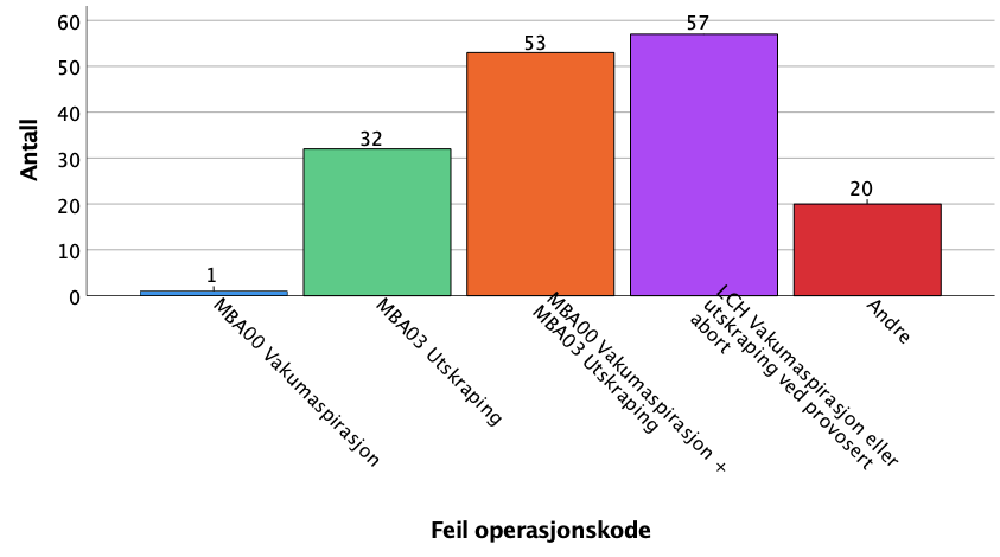 60
50
40
30
20
10
0
Antall
1
32
53
57
20
MBA00 Vakumaspirasjon
MBA03 Utskraping
MBA00 Vakumaspirasjon +
MBA03 Utskraping
LCH Vakumaspirasjon eller
utskraping ved provosert
abort
Andre
Feil operasjonskode